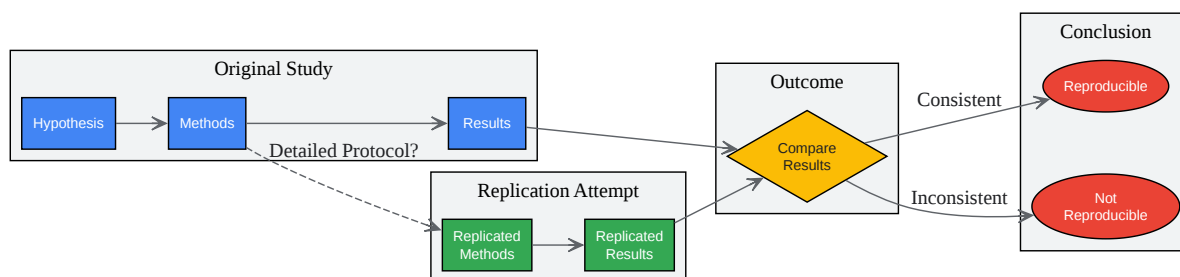 Original Study
Hypothesis
Methods
Results
Detailed Protocol?
Replication Attempt
Replicated
Methods
Replicated
Results
Outcome
Compare
Results
Consistent
Inconsistent
Conclusion
Reproducible
Not
Reproducible